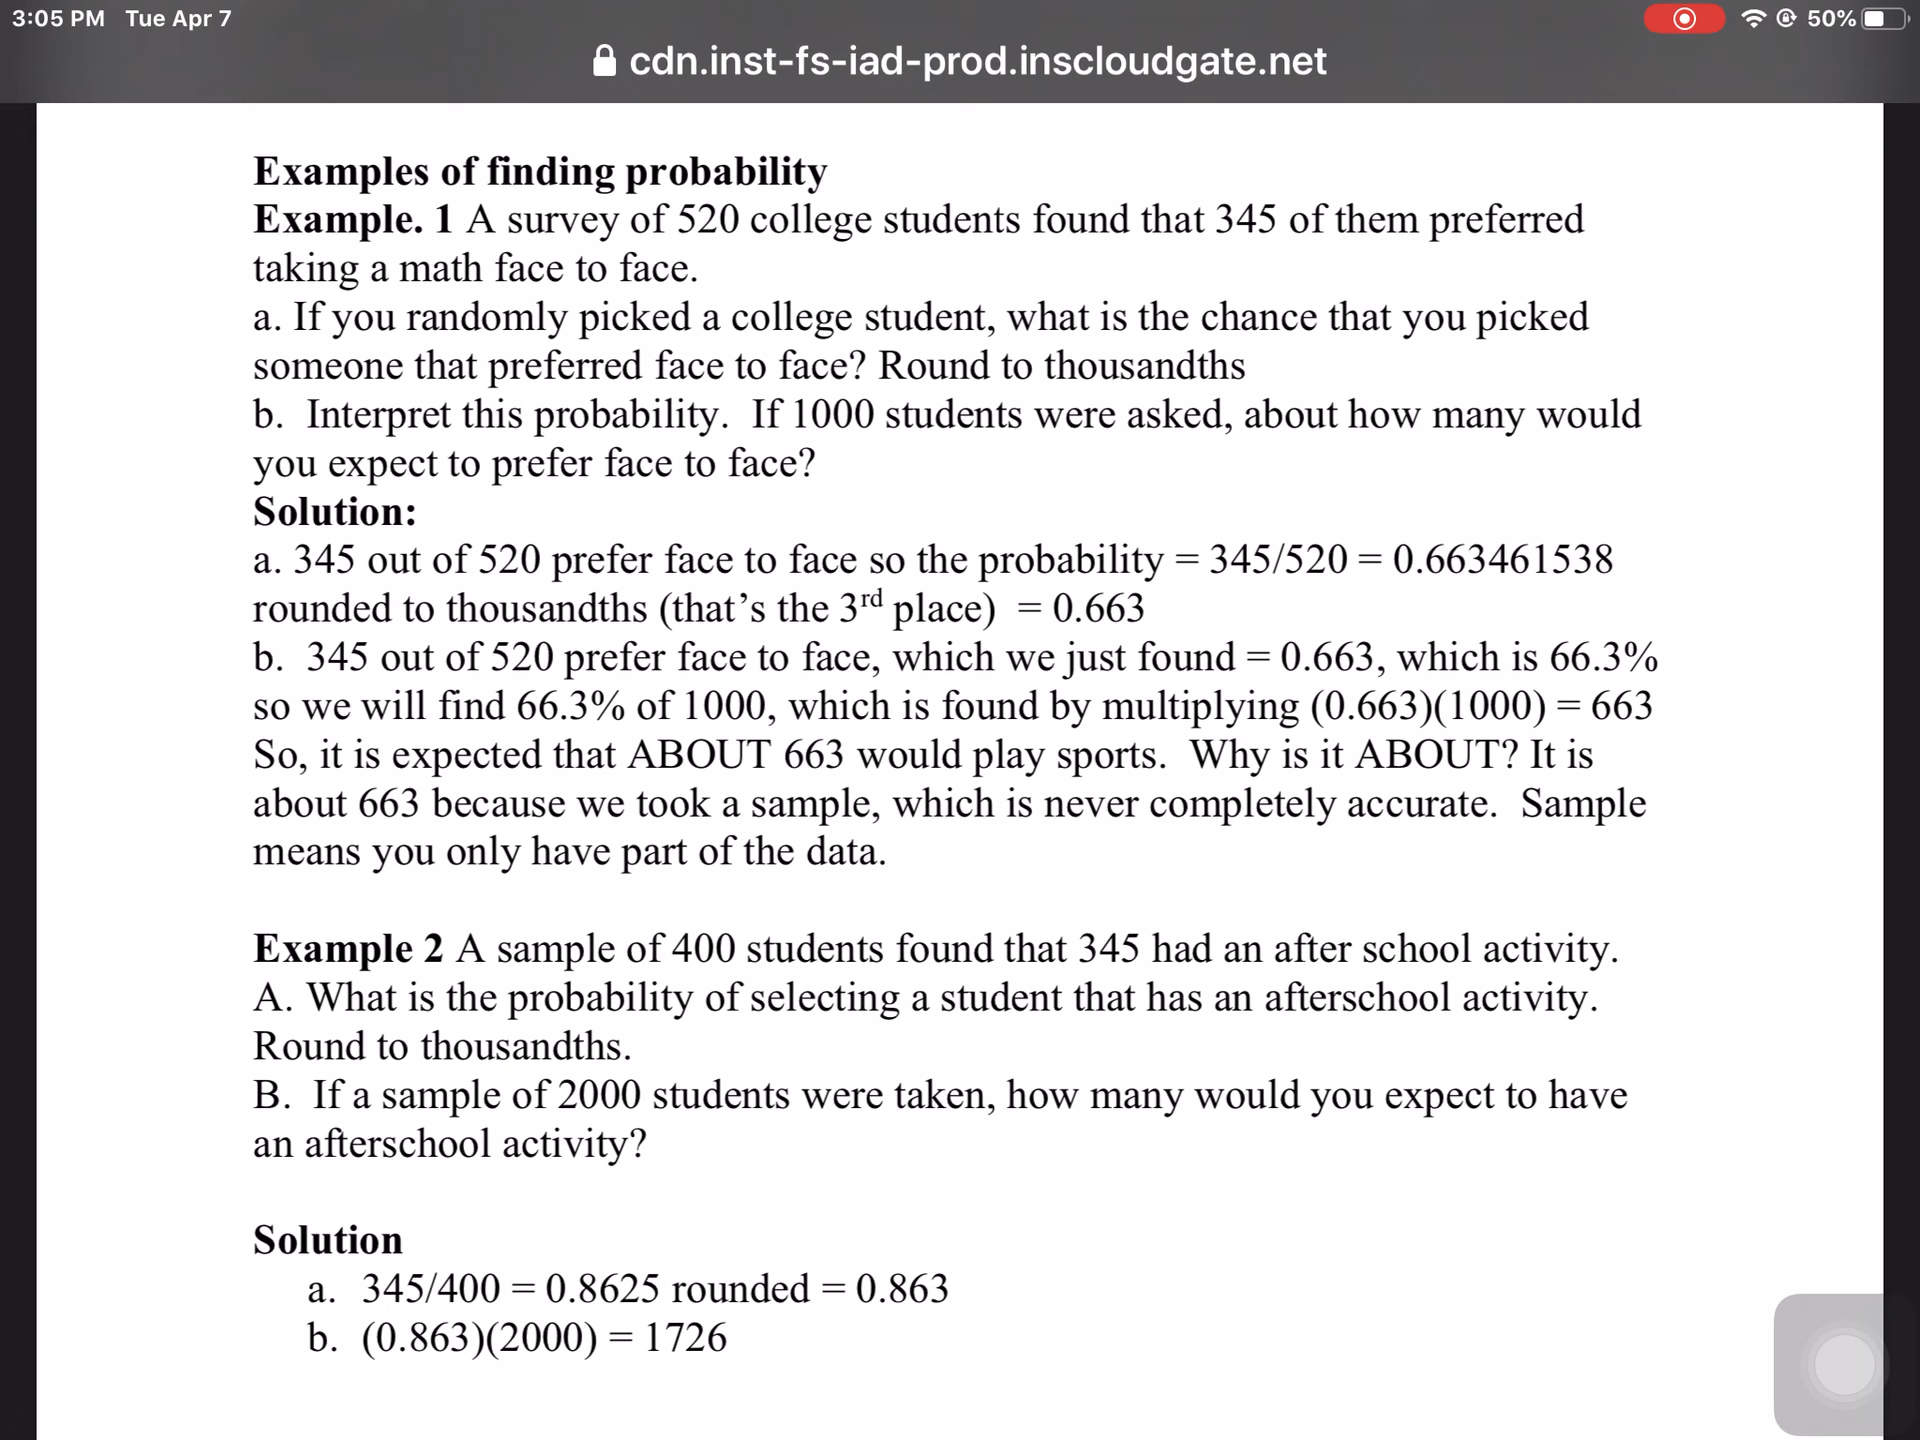 3:05 PM Tue Apr 7
50%
cdn.inst-fs-iad-prod.inscloudgate.net
Examples of finding probability
Example. 1 A survey of 520 college students found that 345 of them preferred
taking a math face to face.
a. If you randomly picked a college student, what is the chance that you picked
someone that preferred face to face? Round to thousandths
b. Interpret this probability. If 1000 students were asked, about how many would
you expect to prefer face to face?
Solution:
a. 345 out of 520 prefer face to face so the probability = 345/520 = 0.663461538
rounded to thousandths (that’s the 3rd place) = 0.663
b. 345 out of 520 prefer face to face, which we just found = 0.663, which is 66.3%
so we will find 66.3% of 1000, which is found by multiplying (0.663)(1000) = 663
So, it is expected that ABOUT 663 would play sports. Why is it ABOUT? It is
about 663 because we took a sample, which is never completely accurate. Sample
means you only have part of the data.
Example 2 A sample of 400 students found that 345 had an after school activity.
A. What is the probability of selecting a student that has an afterschool activity.
Round to thousandths.
B. If a sample of 2000 students were taken, how many would you expect to have
an afterschool activity?
Solution
a. 345/400 = 0.8625 rounded = 0.863
b. (0.863)(2000) = 1726